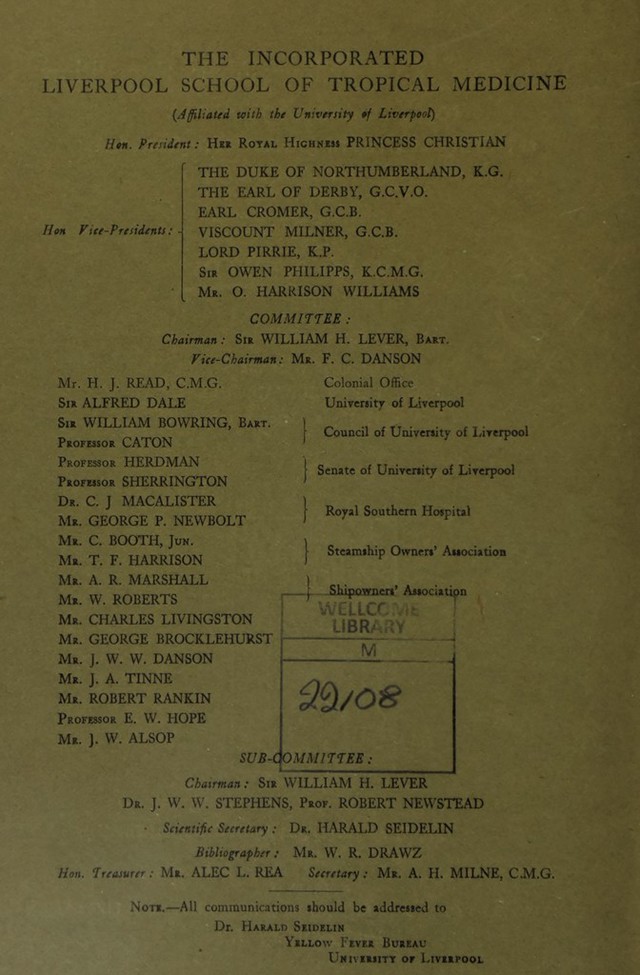 THE INCORPORATED
LIVERPOOL SCHOOL OF TROPICAL MEDICINE
(Affiliated with the University of Liverpool)
Hon. President: HER ROYAL HIGHNESS PRINCESS CHRISTIAN
THE DUKE OF NORTHUMBERLAND, K.G.
THE EARL OF DERBY, G.C.V.O.
EARL CROMER, G.C.B.
Hon Vice-Presidents: VISCOUNT MILNER, G.C.B.
LORD PIRRIE, K.P.
SIR OWEN PHILIPPS, K.C.M.G.
MR. O. HARRISON WILLIAMS
COMMITTEE:
Chairman: SIR WILLIAM H. LEVER, BART.
Vice-Chairman: MR. F. C. DANSON
Mr. H. J. READ, C.M.G. Colonial Office
SIR ALFRED DALE University of Liverpool
SIR WILLIAM BOWRING, BART.
PROFESSOR CATON
} Council of University of Liverpool
PROFESSOR HERDMAN
PROFESSOR SHERRINGTON
} Senate of University of Liverpool
DR. C. J MACALISTER
MR. GEORGE P. NEWBOLT
} Royal Southern Hospital
MR. C. BOOTH, JUN.
MR. T. F. HARRISON
} Steamship Owners' Association
MR. A. R. MARSHALL
MR. W. ROBERTS
} Shipowners' Association
MR. CHARLES LIVINGSTON
MR. GEORGE BROCKLEHURST
MR. J. W. W. DANSON
MR. J. A. TINNE
MR. ROBERT RANKIN
PROFESSOR E. W. HOPE
MR. J. W. ALSOP
WELLCOME
LIBRARY
M
22108
SUB-COMMITTEE:
Chairman: SIR WILLIAM H. LEVER
DR. J. W. W. STEPHENS, PROF. ROBERT NEWSTEAD
Scientific Secretary: DR. HARALD SEIDELIN
Bibliographer: MR. W. R. DRAWZ
Hon. Treasurer: MR. ALEC L. REA Secretary: MR. A. H. MILNE, C.M.G.
NOTE.—All communications should be addressed to
Dr. HARALD SEIDELIN
YELLOW FEVER BUREAU
UNIVERSITY OF LIVERPOOL